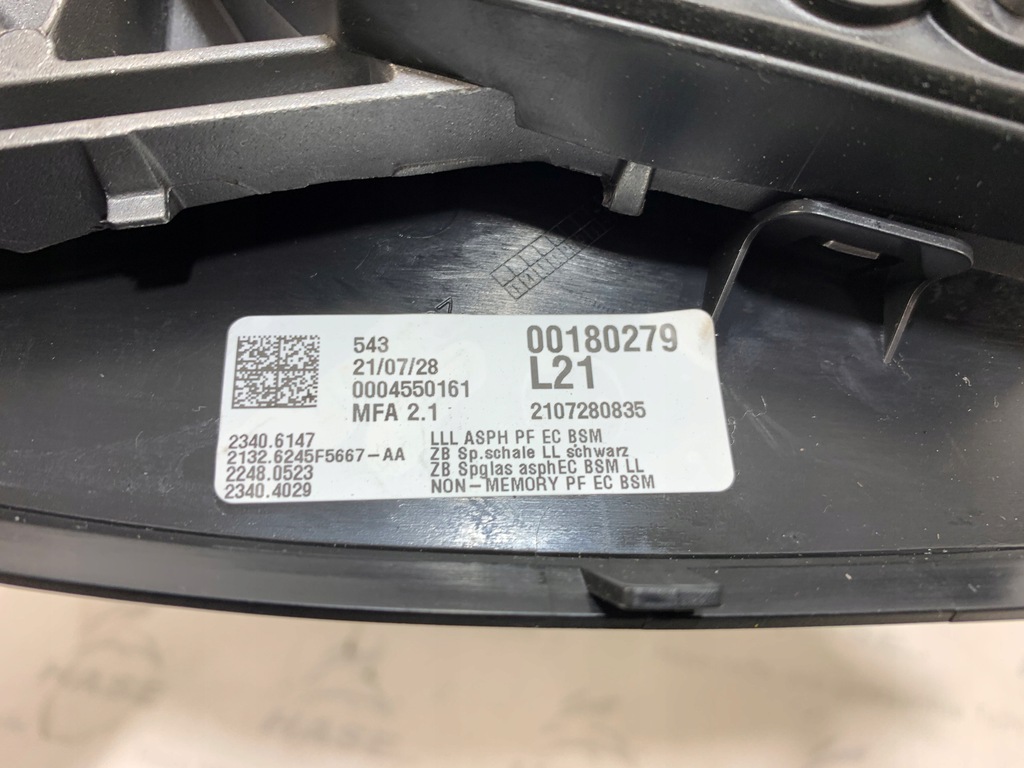 543
21/07/28
0004550161
MFA 2.1
00180279
L21
2107280835
2340.6147 LLL ASPH PF EC BSM
2132.6245F5667-AA ZB Sp.schale LL schwarz
2248.0523 ZB Spglas asphEC BSM LL
2340.4029 NON-MEMORY PF EC BSM
HASE
HASE